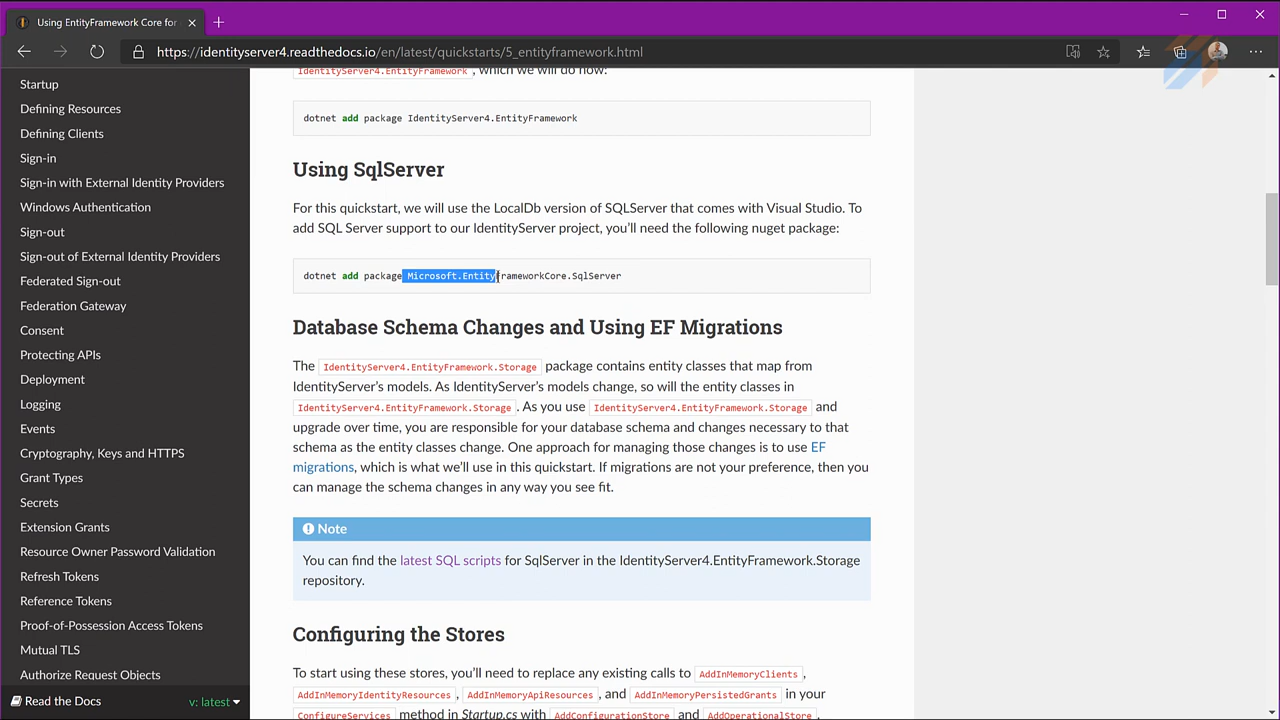 Using EntityFramework Core for
https://identityserver4.readthedocs.io/en/latest/quickstarts/5_entityframework.html
Startup
Defining Resources
Defining Clients
Sign-in
Sign-in with External Identity Providers
Windows Authentication
Sign-out
Sign-out of External Identity Providers
Federated Sign-out
Federation Gateway
Consent
Protecting APIs
Deployment
Logging
Events
Cryptography, Keys and HTTPS
Grant Types
Secrets
Extension Grants
Resource Owner Password Validation
Refresh Tokens
Reference Tokens
Proof-of-Possession Access Tokens
Mutual TLS
Authorize Request Objects
Read the Docs
v: latest
IdentityServer4.EntityFramework , which we will do now:
dotnet add package IdentityServer4.EntityFramework
Using SqlServer
For this quickstart, we will use the LocalDb version of SQLServer that comes with Visual Studio. To
add SQL Server support to our IdentityServer project, you'll need the following nuget package:
dotnet add package Microsoft.EntityFrameworkCore.SqlServer
Database Schema Changes and Using EF Migrations
The IdentityServer4.EntityFramework.Storage package contains entity classes that map from
IdentityServer's models. As IdentityServer's models change, so will the entity classes in
IdentityServer4.EntityFramework.Storage . As you use IdentityServer4.EntityFramework.Storage and
upgrade over time, you are responsible for your database schema and changes necessary to that
schema as the entity classes change. One approach for managing those changes is to use EF
migrations, which is what we'll use in this quickstart. If migrations are not your preference, then you
can manage the schema changes in any way you see fit.
Note
You can find the latest SQL scripts for SqlServer in the IdentityServer4.EntityFramework.Storage
repository.
Configuring the Stores
To start using these stores, you'll need to replace any existing calls to AddInMemoryClients ,
AddInMemoryIdentityResources , AddInMemoryApiResources , and AddInMemoryPersistedGrants in your
ConfigureServices method in Startup.cs with AddConfigurationStore and AddOperationalStore .